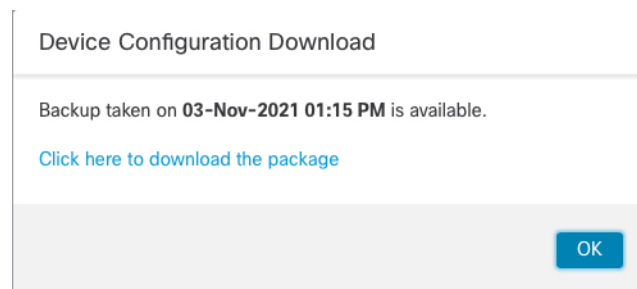 Device Configuration Download
Backup taken on 03-Nov-2021 01:15 PM is available.
Click here to download the package
OK